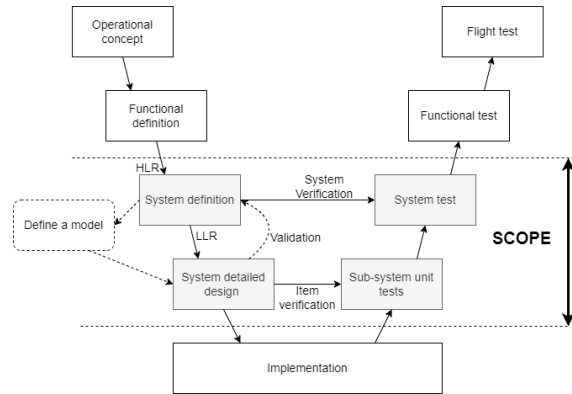 Operational
concept
Flight test
Functional
definition
Functional test
HLR
System definition
System
Verification
System test
Define a model
LLR
Validation
SCOPE
System detailed
design
Item
verification
Sub-system unit
tests
Implementation